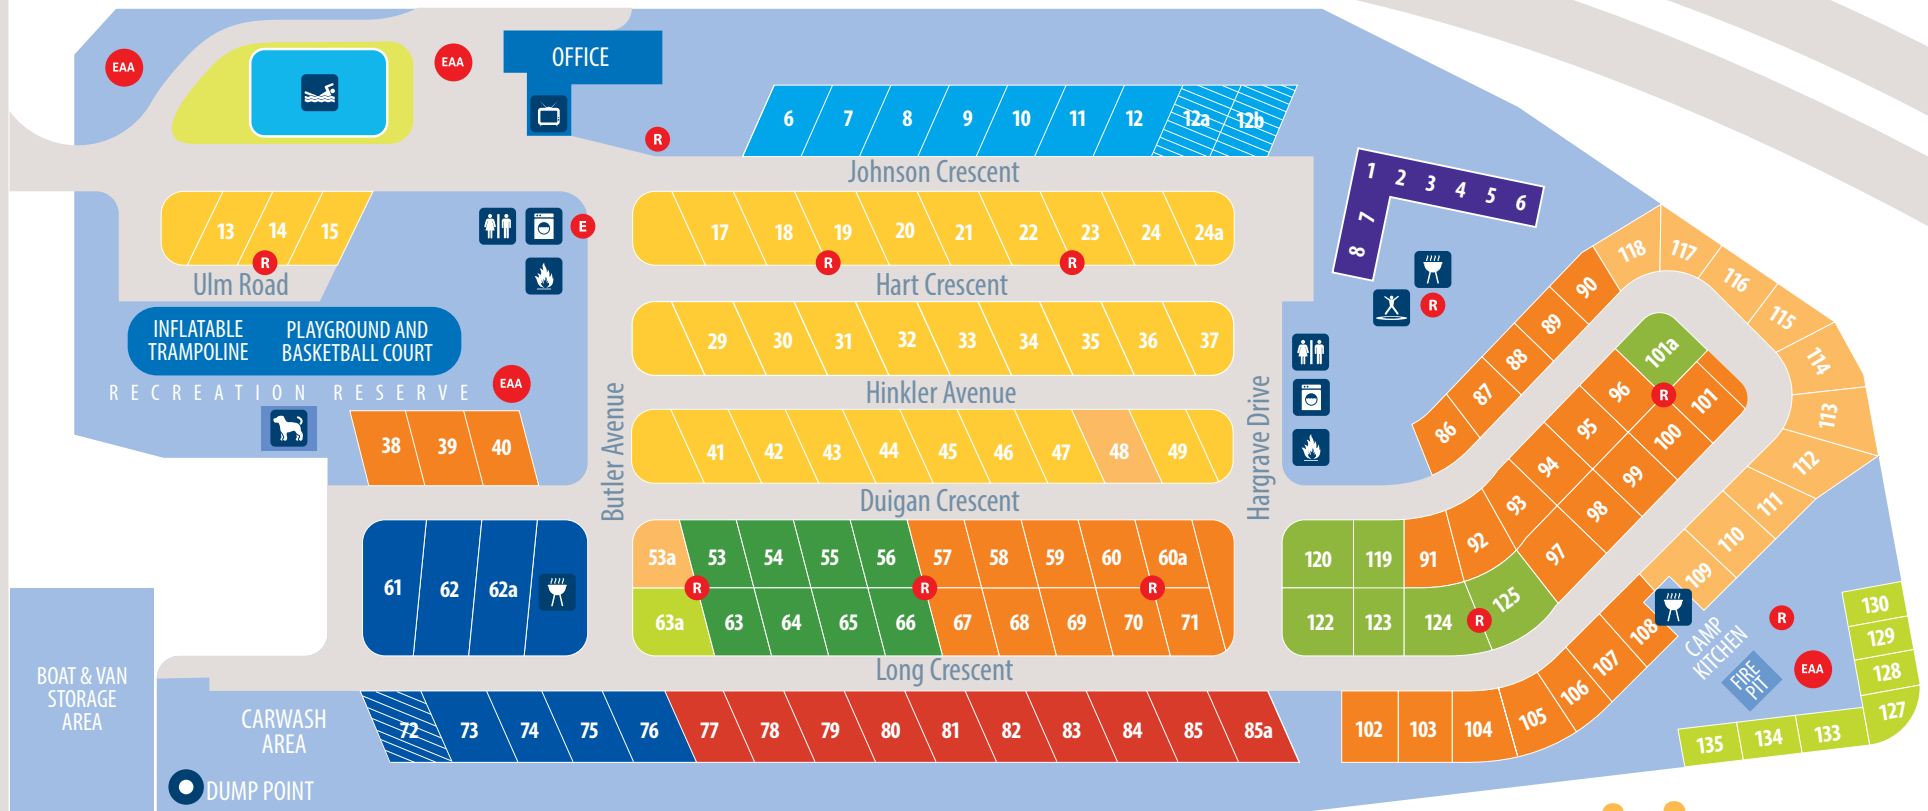 EAA
EAA
OFFICE
R
6 7 8 9 10 11 12 12a 12b
Johnson Crescent
1 2 3 4 5 6
7
8
13 14 15
E
17 18 19 20 21 22 23 24 24a
R
R
R
Ulm Road
Hart Crescent
R
INFLATABLE
TRAMPOLINE
PLAYGROUND AND
BASKETBALL COURT
RECREATION RESERVE
EAA
29 30 31 32 33 34 35 36 37
Hinkler Avenue
Butler Avenue
Hargrave Drive
38 39 40
41 42 43 44 45 46 47 48 49
Duigan Crescent
61 62 62a
53a 53 54 55 56 57 58 59 60 60a
R
R
R
63a 63 64 65 66 67 68 69 70 71
Long Crescent
72 73 74 75 76 77 78 79 80 81 82 83 84 85 85a
86 87 88 89 90
118 117 116 115 114 113 112 111 110 109
101a
R
96 101
95 100
94 99
93 98
92 97
91
120 119
122 123 124 125
R
102 103 104 105 106 107 108
CAMP
KITCHEN
FIRE
PIT
R
EAA
130
129
128
127
135 134 133
BOAT & VAN
STORAGE
AREA
CARWASH
AREA
DUMP POINT